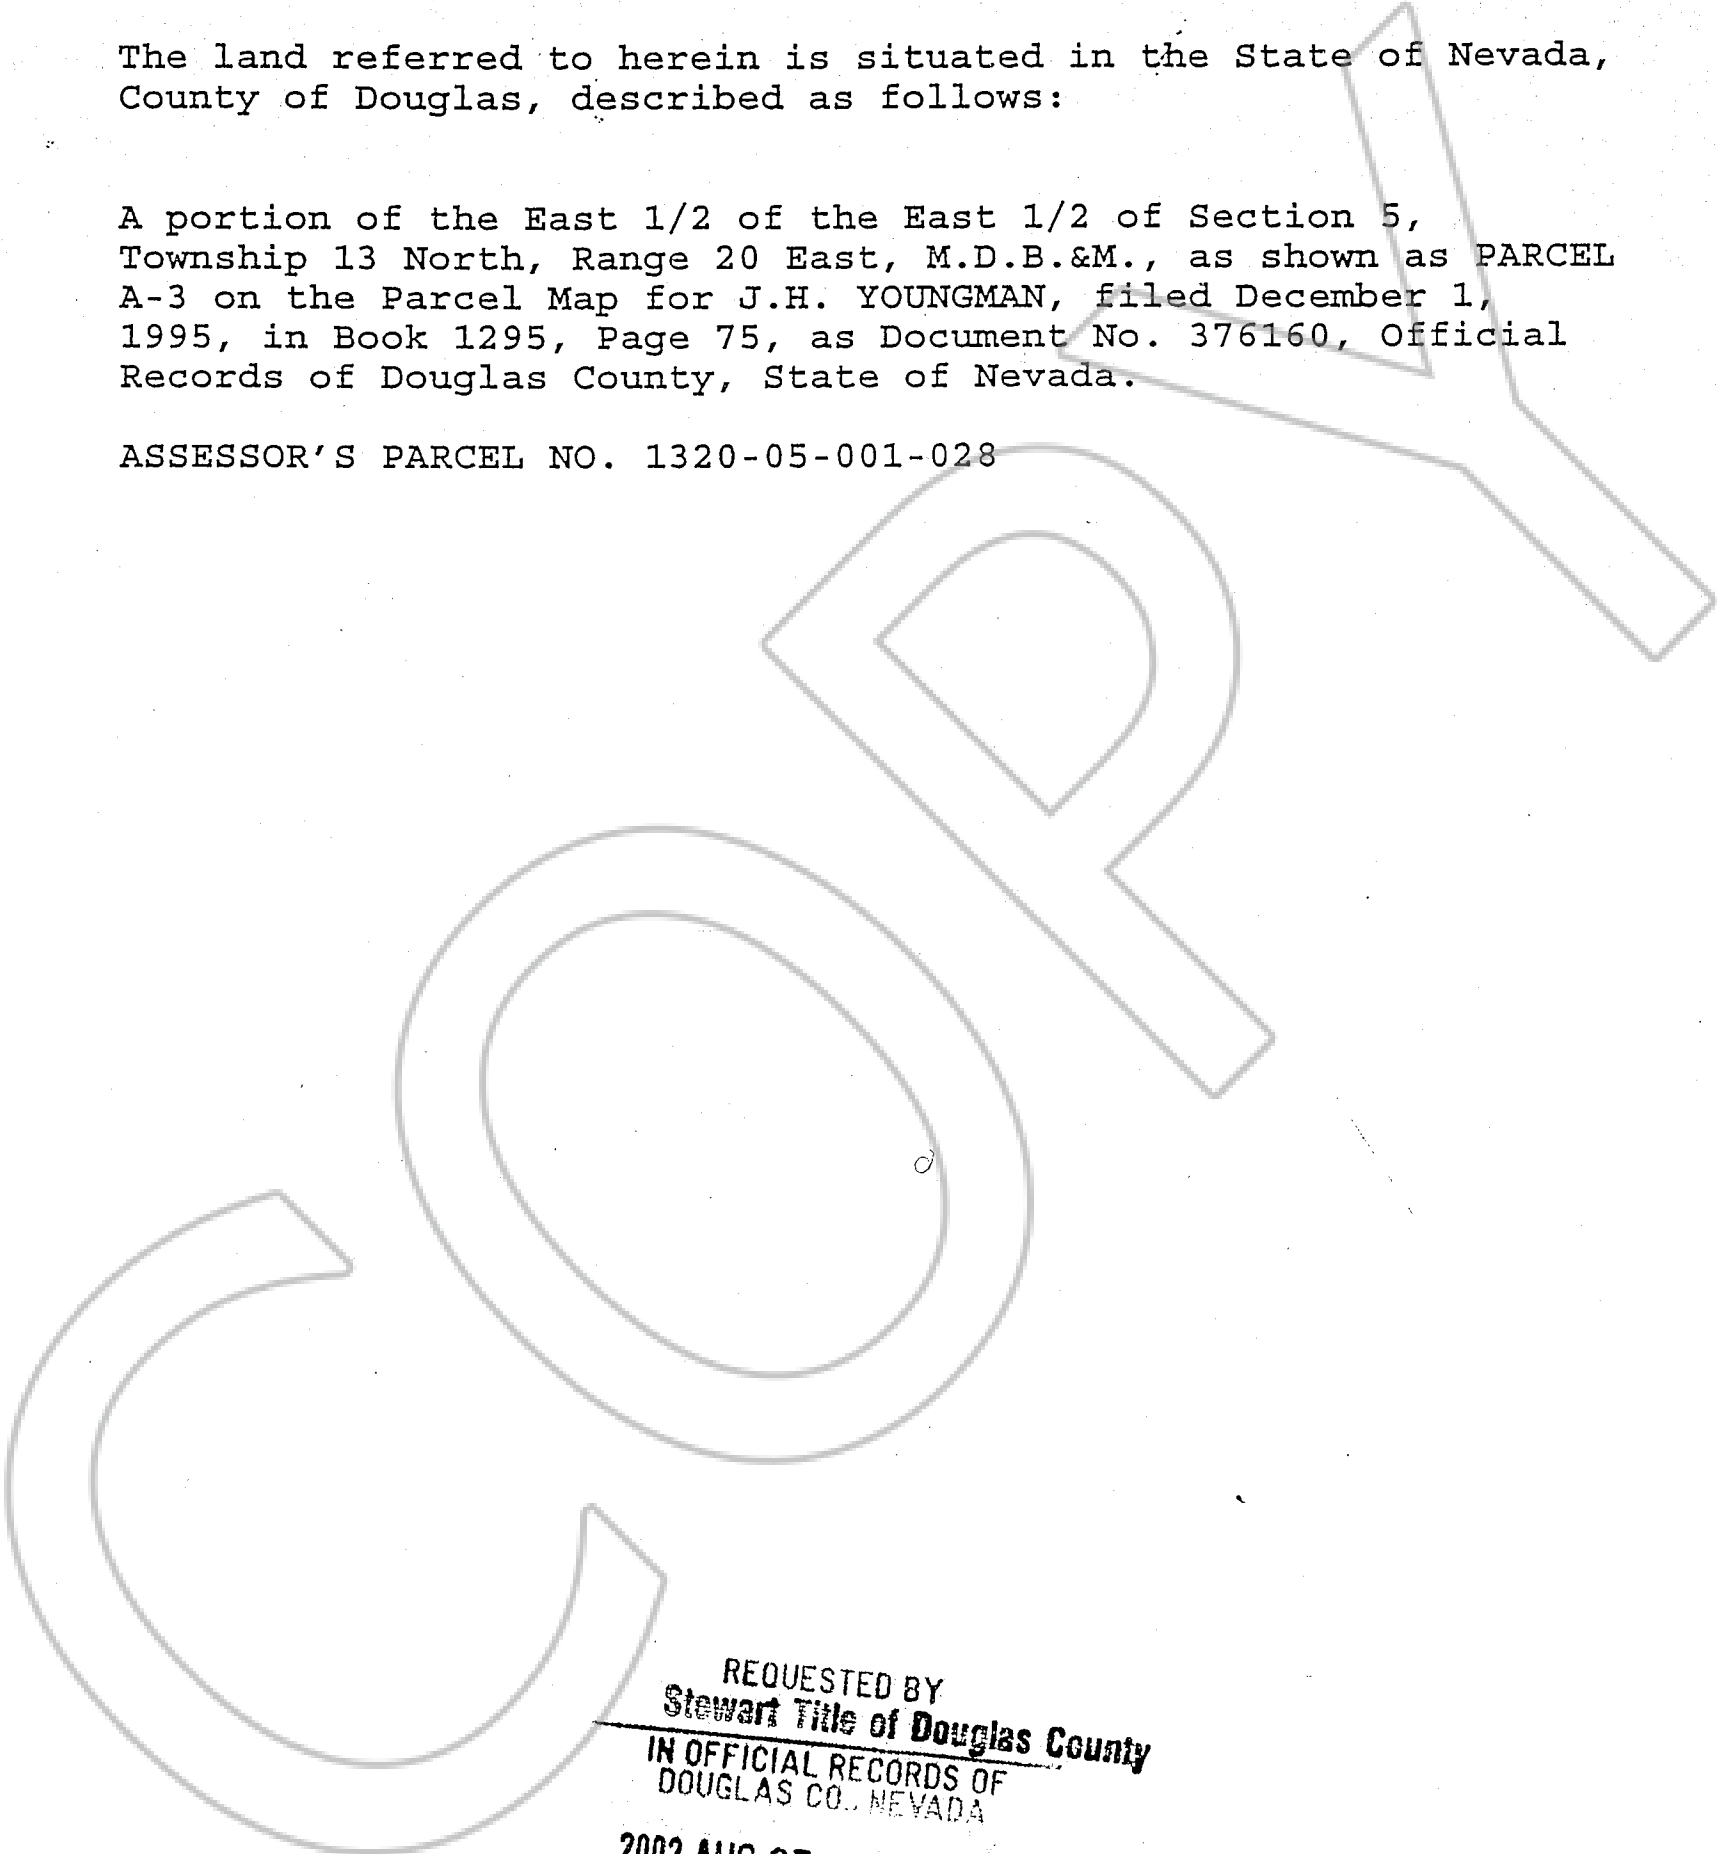 The land referred to herein is situated in the State of Nevada,
County of Douglas, described as follows:
A portion of the East 1/2 of the East 1/2 of Section 5,
Township 13 North, Range 20 East, M.D.B.&M., as shown as PARCEL
A-3 on the Parcel Map for J.H. YOUNGMAN, filed December 1,
1995, in Book 1295, Page 75, as Document No. 376160, Official
Records of Douglas County, State of Nevada.
ASSESSOR'S PARCEL NO. 1320-05-001-028
COPY
REQUESTED BY
Stewart Title of Douglas County
IN OFFICIAL RECORDS OF
DOUGLAS CO., NEVADA
2002 AUG